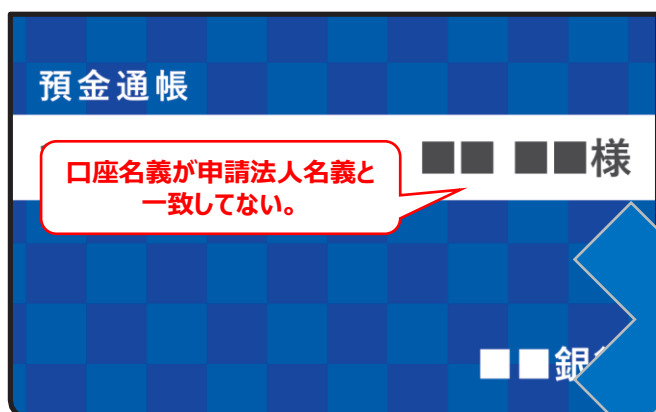 預金通帳
■■ ■■様
口座名義が申請法人名義と
一致してない。
■■銀